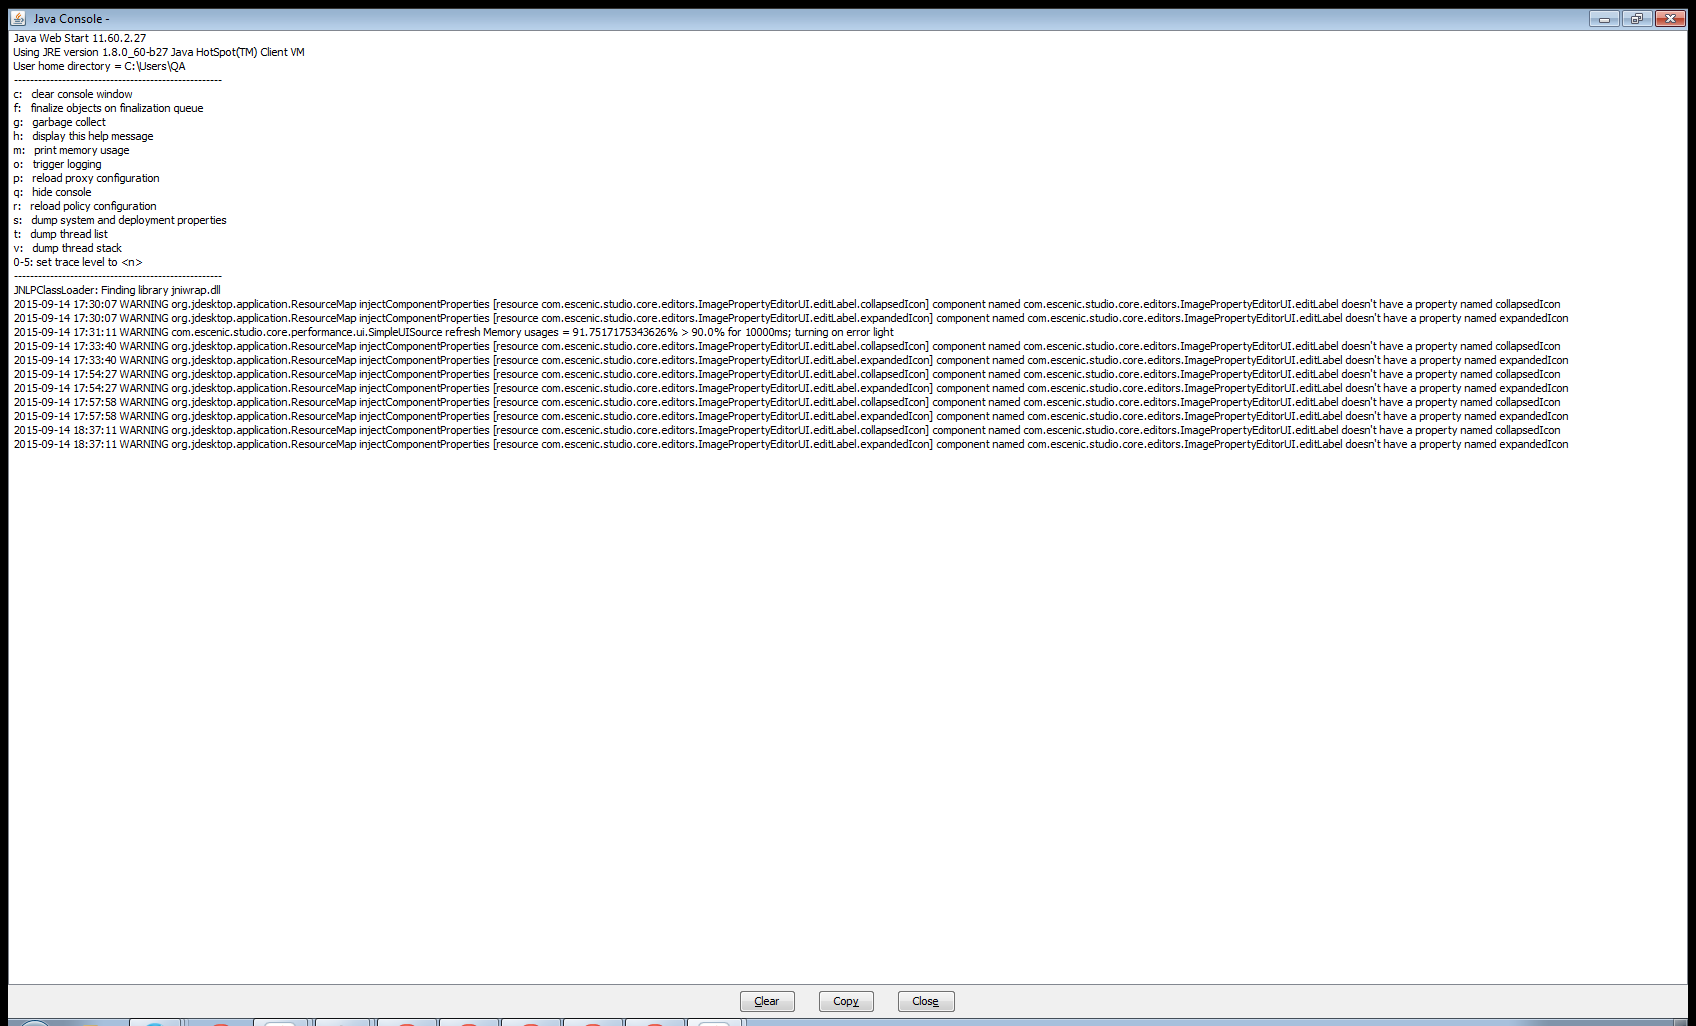 Java Console -
Java Web Start 11.60.2.27
Using JRE version 1.8.0_60-b27 Java HotSpot(TM) Client VM
User home directory = C:\Users\QA
----------------------------------------------------
c:   clear console window
f:   finalize objects on finalization queue
g:   garbage collect
h:   display this help message
m:   print memory usage
o:   trigger logging
p:   reload proxy configuration
q:   hide console
r:   reload policy configuration
s:   dump system and deployment properties
t:   dump thread list
v:   dump thread stack
0-5: set trace level to <n>
----------------------------------------------------
JNLPClassLoader: Finding library jniwrap.dll
2015-09-14 17:30:07 WARNING org.jdesktop.application.ResourceMap injectComponentProperties [resource com.escenic.studio.core.editors.ImagePropertyEditorUI.editLabel.collapsedIcon] component named com.escenic.studio.core.editors.ImagePropertyEditorUI.editLabel doesn't have a property named collapsedIcon
2015-09-14 17:30:07 WARNING org.jdesktop.application.ResourceMap injectComponentProperties [resource com.escenic.studio.core.editors.ImagePropertyEditorUI.editLabel.expandedIcon] component named com.escenic.studio.core.editors.ImagePropertyEditorUI.editLabel doesn't have a property named expandedIcon
2015-09-14 17:31:11 WARNING com.escenic.studio.core.performance.ui.SimpleUISource refresh Memory usages = 91.7517175343626% > 90.0% for 10000ms; turning on error light
2015-09-14 17:33:40 WARNING org.jdesktop.application.ResourceMap injectComponentProperties [resource com.escenic.studio.core.editors.ImagePropertyEditorUI.editLabel.collapsedIcon] component named com.escenic.studio.core.editors.ImagePropertyEditorUI.editLabel doesn't have a property named collapsedIcon
2015-09-14 17:33:40 WARNING org.jdesktop.application.ResourceMap injectComponentProperties [resource com.escenic.studio.core.editors.ImagePropertyEditorUI.editLabel.expandedIcon] component named com.escenic.studio.core.editors.ImagePropertyEditorUI.editLabel doesn't have a property named expandedIcon
2015-09-14 17:54:27 WARNING org.jdesktop.application.ResourceMap injectComponentProperties [resource com.escenic.studio.core.editors.ImagePropertyEditorUI.editLabel.collapsedIcon] component named com.escenic.studio.core.editors.ImagePropertyEditorUI.editLabel doesn't have a property named collapsedIcon
2015-09-14 17:54:27 WARNING org.jdesktop.application.ResourceMap injectComponentProperties [resource com.escenic.studio.core.editors.ImagePropertyEditorUI.editLabel.expandedIcon] component named com.escenic.studio.core.editors.ImagePropertyEditorUI.editLabel doesn't have a property named expandedIcon
2015-09-14 17:57:58 WARNING org.jdesktop.application.ResourceMap injectComponentProperties [resource com.escenic.studio.core.editors.ImagePropertyEditorUI.editLabel.collapsedIcon] component named com.escenic.studio.core.editors.ImagePropertyEditorUI.editLabel doesn't have a property named collapsedIcon
2015-09-14 17:57:58 WARNING org.jdesktop.application.ResourceMap injectComponentProperties [resource com.escenic.studio.core.editors.ImagePropertyEditorUI.editLabel.expandedIcon] component named com.escenic.studio.core.editors.ImagePropertyEditorUI.editLabel doesn't have a property named expandedIcon
2015-09-14 18:37:11 WARNING org.jdesktop.application.ResourceMap injectComponentProperties [resource com.escenic.studio.core.editors.ImagePropertyEditorUI.editLabel.collapsedIcon] component named com.escenic.studio.core.editors.ImagePropertyEditorUI.editLabel doesn't have a property named collapsedIcon
2015-09-14 18:37:11 WARNING org.jdesktop.application.ResourceMap injectComponentProperties [resource com.escenic.studio.core.editors.ImagePropertyEditorUI.editLabel.expandedIcon] component named com.escenic.studio.core.editors.ImagePropertyEditorUI.editLabel doesn't have a property named expandedIcon
Clear Copy Close